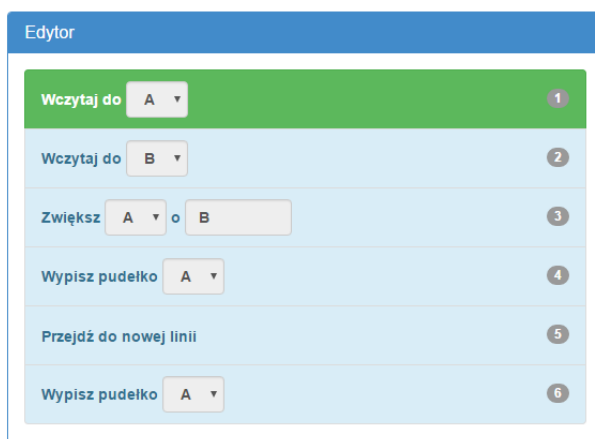 Edytor
Wczytaj do A 1
Wczytaj do B 2
Zwiększ A o B 3
Wypisz pudełko A 4
Przejdź do nowej linii 5
Wypisz pudełko A 6